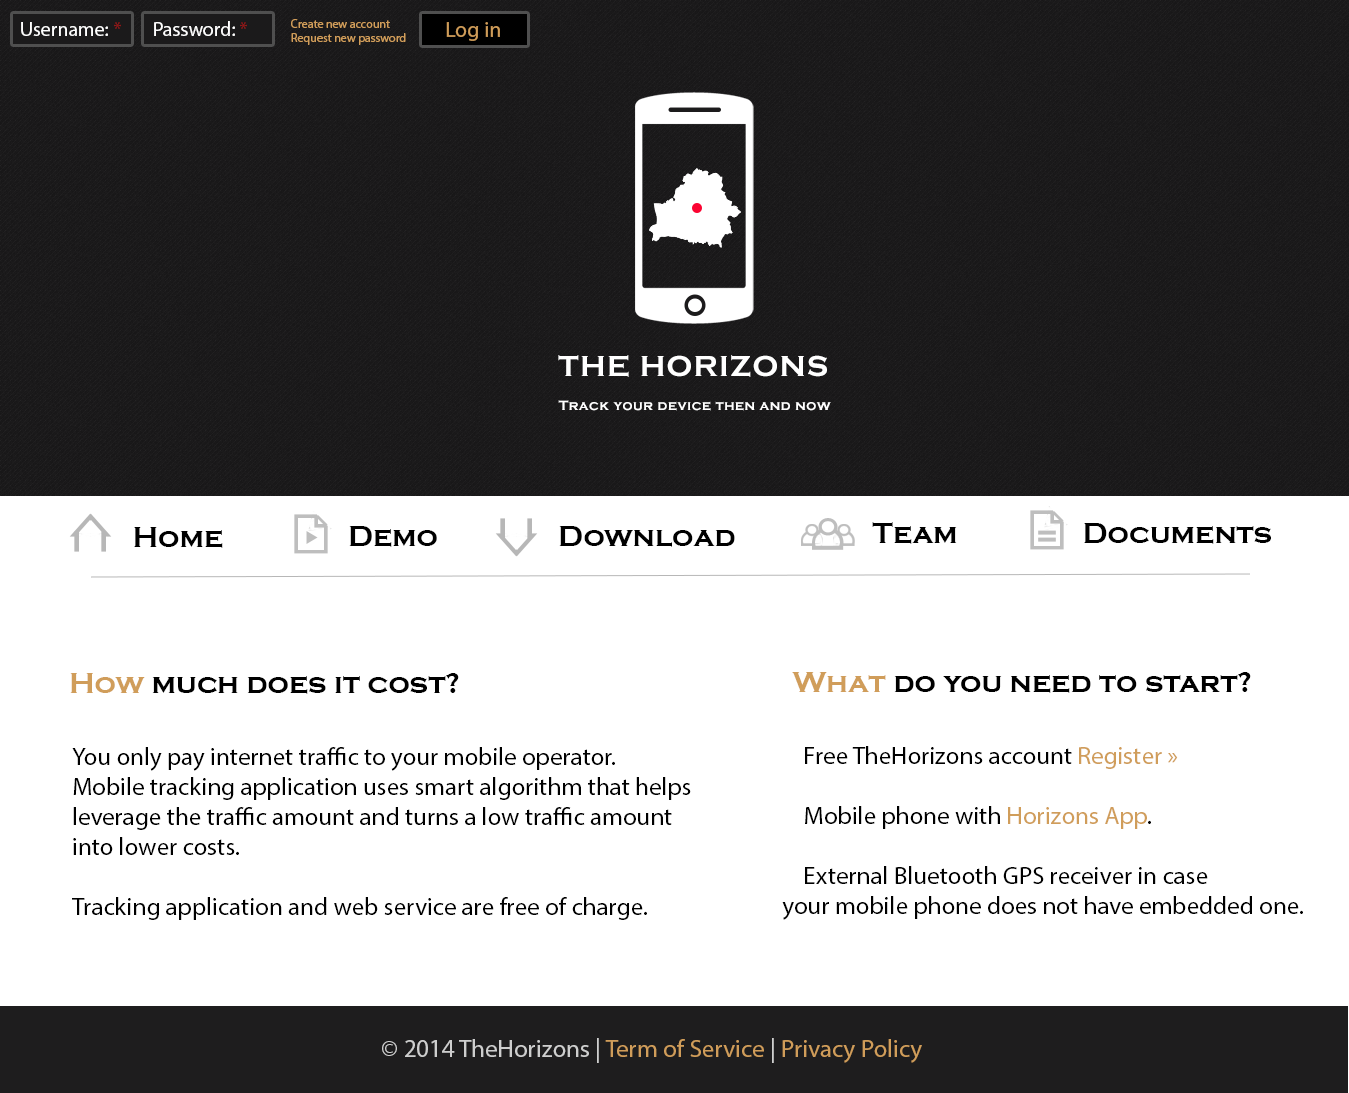 Username: * Password: * Create new account Log in
Request new password
THE HORIZONS
TRACK YOUR DEVICE THEN AND NOW
HOME DEMO DOWNLOAD TEAM DOCUMENTS
HOW MUCH DOES IT COST?
You only pay internet traffic to your mobile operator.
Mobile tracking application uses smart algorithm that helps
leverage the traffic amount and turns a low traffic amount
into lower costs.
Tracking application and web service are free of charge.
WHAT DO YOU NEED TO START?
Free TheHorizons account Register »
Mobile phone with Horizons App.
External Bluetooth GPS receiver in case
your mobile phone does not have embedded one.
© 2014 TheHorizons | Term of Service | Privacy Policy